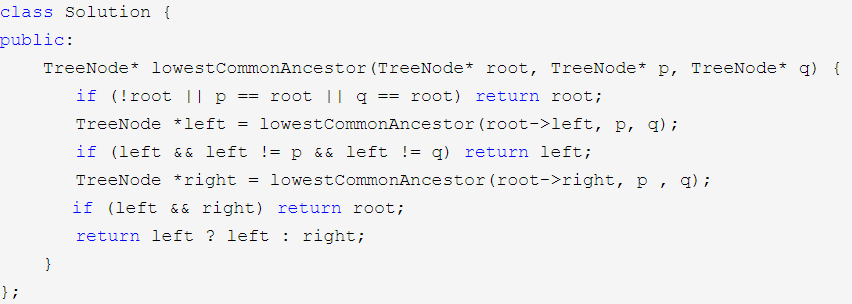 class Solution {
public:
    TreeNode* lowestCommonAncestor(TreeNode* root, TreeNode* p, TreeNode* q) {
       if (!root || p == root || q == root) return root;
       TreeNode *left = lowestCommonAncestor(root->left, p, q);
       if (left && left != p && left != q) return left;
       TreeNode *right = lowestCommonAncestor(root->right, p , q);
      if (left && right) return root;
       return left ? left : right;
    }
};